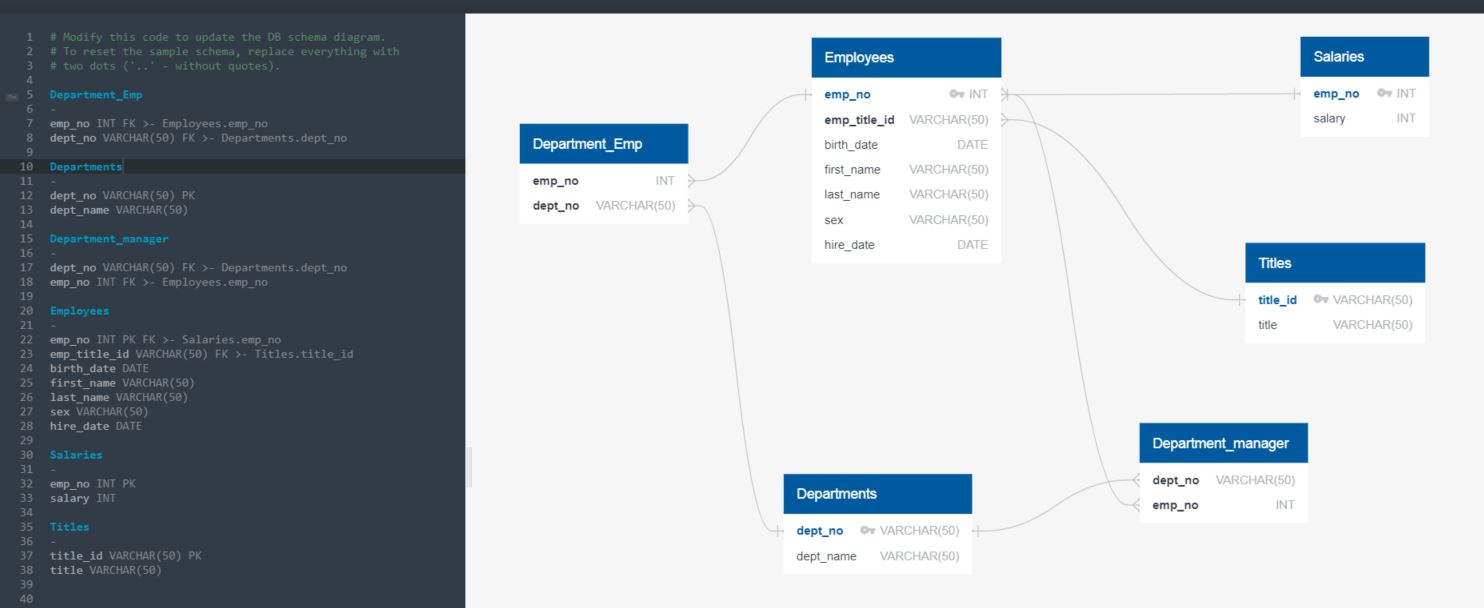 1 # Modify this code to update the DB schema diagram.
2 # To reset the sample schema, replace everything with
3 # two dots ('..' - without quotes).
4
5 Department_Emp
6 -
7 emp_no INT FK >- Employees.emp_no
8 dept_no VARCHAR(50) FK >- Departments.dept_no
9
10 Departments
11 -
12 dept_no VARCHAR(50) PK
13 dept_name VARCHAR(50)
14
15 Department_manager
16 -
17 dept_no VARCHAR(50) FK >- Departments.dept_no
18 emp_no INT FK >- Employees.emp_no
19
20 Employees
21 -
22 emp_no INT PK FK >- Salaries.emp_no
23 emp_title_id VARCHAR(50) FK >- Titles.title_id
24 birth_date DATE
25 first_name VARCHAR(50)
26 last_name VARCHAR(50)
27 sex VARCHAR(50)
28 hire_date DATE
29
30 Salaries
31 -
32 emp_no INT PK
33 salary INT
34
35 Titles
36 -
37 title_id VARCHAR(50) PK
38 title VARCHAR(50)
39
40
Department_Emp
emp_no INT
dept_no VARCHAR(50)
Employees
emp_no INT
emp_title_id VARCHAR(50)
birth_date DATE
first_name VARCHAR(50)
last_name VARCHAR(50)
sex VARCHAR(50)
hire_date DATE
Salaries
emp_no INT
salary INT
Titles
title_id VARCHAR(50)
title VARCHAR(50)
Department_manager
dept_no VARCHAR(50)
emp_no INT
Departments
dept_no VARCHAR(50)
dept_name VARCHAR(50)